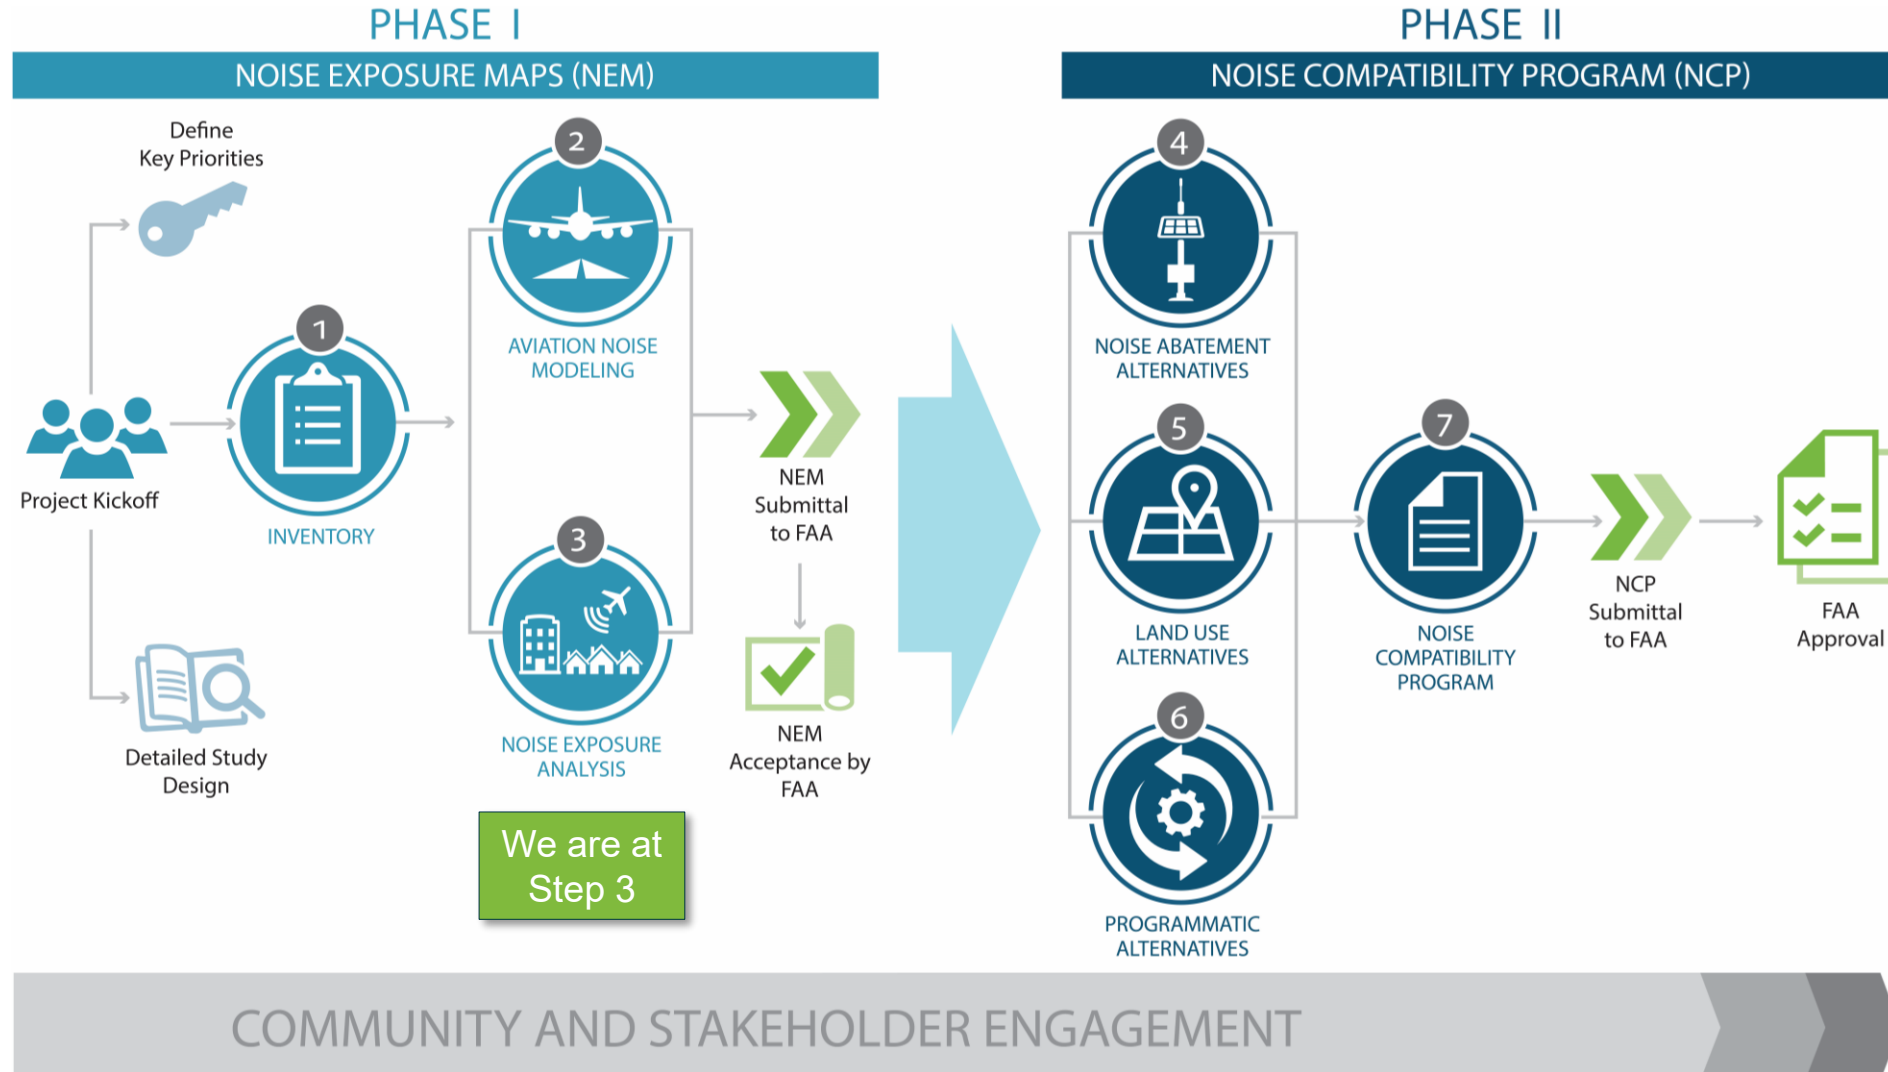 PHASE I
NOISE EXPOSURE MAPS (NEM)
Define
Key Priorities
Project Kickoff
Detailed Study
Design
1
INVENTORY
2
AVIATION NOISE
MODELING
3
NOISE EXPOSURE
ANALYSIS
We are at
Step 3
NEM
Submittal
to FAA
NEM
Acceptance by
FAA
PHASE II
NOISE COMPATIBILITY PROGRAM (NCP)
4
NOISE ABATEMENT
ALTERNATIVES
5
LAND USE
ALTERNATIVES
6
PROGRAMMATIC
ALTERNATIVES
7
NOISE
COMPATIBILITY
PROGRAM
NCP
Submittal
to FAA
FAA
Approval
COMMUNITY AND STAKEHOLDER ENGAGEMENT